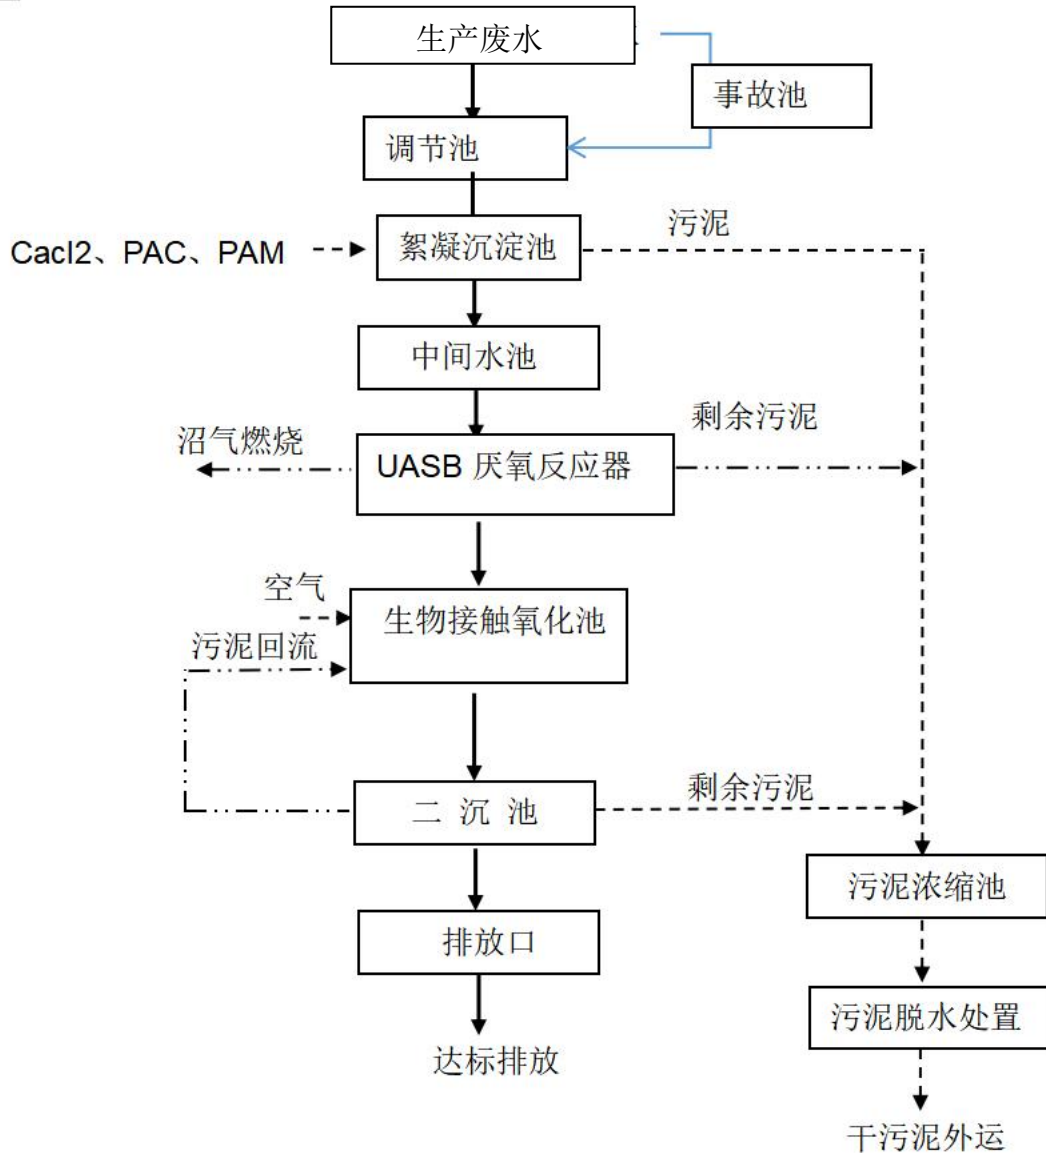 生产废水
事故池
调节池
污泥
Cacl2、PAC、PAM
絮凝沉淀池
中间水池
剩余污泥
沼气燃烧
UASB 厌氧反应器
空气
生物接触氧化池
污泥回流
剩余污泥
二 沉 池
污泥浓缩池
排放口
污泥脱水处置
达标排放
干污泥外运